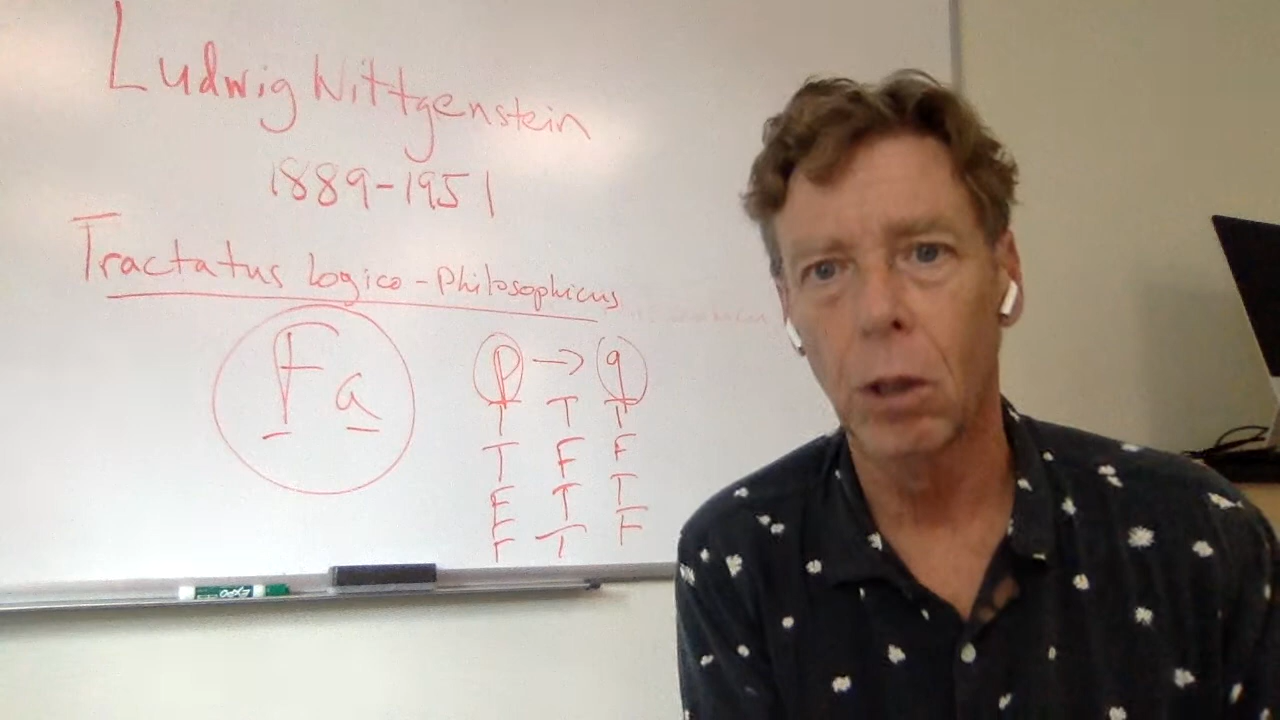 Ludwig Wittgenstein
1889-1951
Tractatus Logico-Philosophicus
Fa
p → q
T T T
T F F
F T T
F T F
EXPO